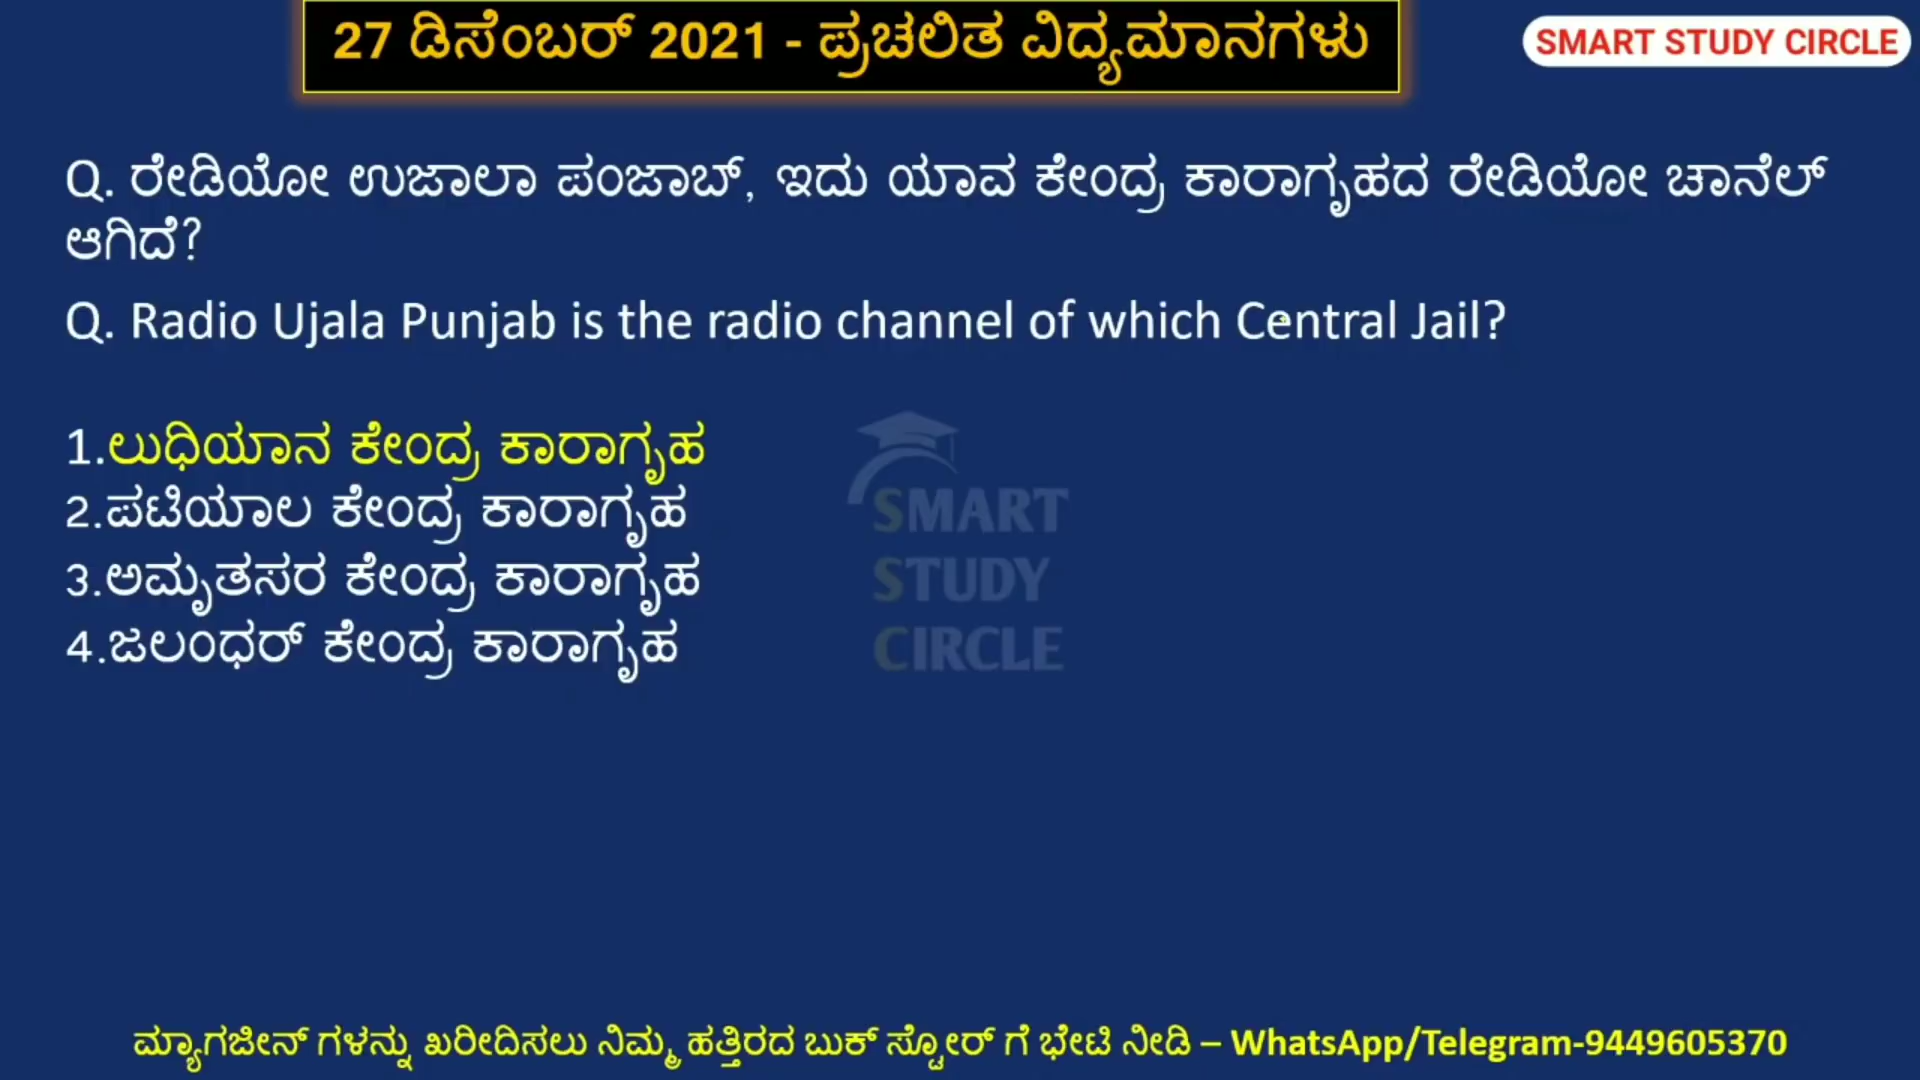 27 ಡಿಸೆಂಬರ್ 2021 - ಪ್ರಚಲಿತ ವಿದ್ಯಮಾನಗಳು
SMART STUDY CIRCLE
Q. ರೇಡಿಯೋ ಉಜಾಲಾ ಪಂಜಾಬ್, ಇದು ಯಾವ ಕೇಂದ್ರ ಕಾರಾಗೃಹದ ರೇಡಿಯೋ ಚಾನೆಲ್
ಆಗಿದೆ?
Q. Radio Ujala Punjab is the radio channel of which Central Jail?
1.ಲುಧಿಯಾನ ಕೇಂದ್ರ ಕಾರಾಗೃಹ
2.ಪಟಿಯಾಲ ಕೇಂದ್ರ ಕಾರಾಗೃಹ
3.ಅಮೃತಸರ ಕೇಂದ್ರ ಕಾರಾಗೃಹ
4.ಜಲಂಧರ್ ಕೇಂದ್ರ ಕಾರಾಗೃಹ
SMART
STUDY
CIRCLE
ಮ್ಯಾಗಜೀನ್ ಗಳನ್ನು ಖರೀದಿಸಲು ನಿಮ್ಮ ಹತ್ತಿರದ ಬುಕ್ ಸ್ಟೋರ್ ಗೆ ಭೇಟಿ ನೀಡಿ – WhatsApp/Telegram-9449605370